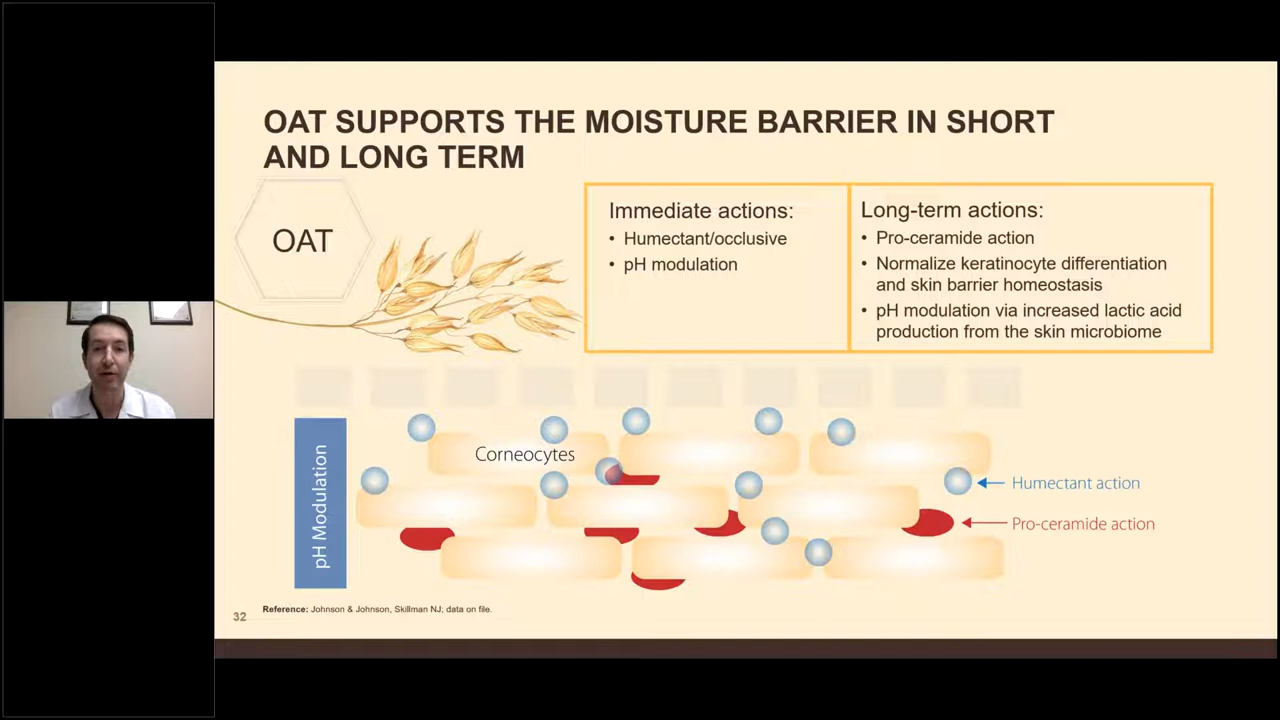 OAT SUPPORTS THE MOISTURE BARRIER IN SHORT
AND LONG TERM
OAT
Immediate actions:
• Humectant/occlusive
• pH modulation
Long-term actions:
• Pro-ceramide action
• Normalize keratinocyte differentiation
and skin barrier homeostasis
• pH modulation via increased lactic acid
production from the skin microbiome
pH Modulation
Corneocytes
Humectant action
Pro-ceramide action
Reference: Johnson & Johnson, Skillman NJ; data on file.
32